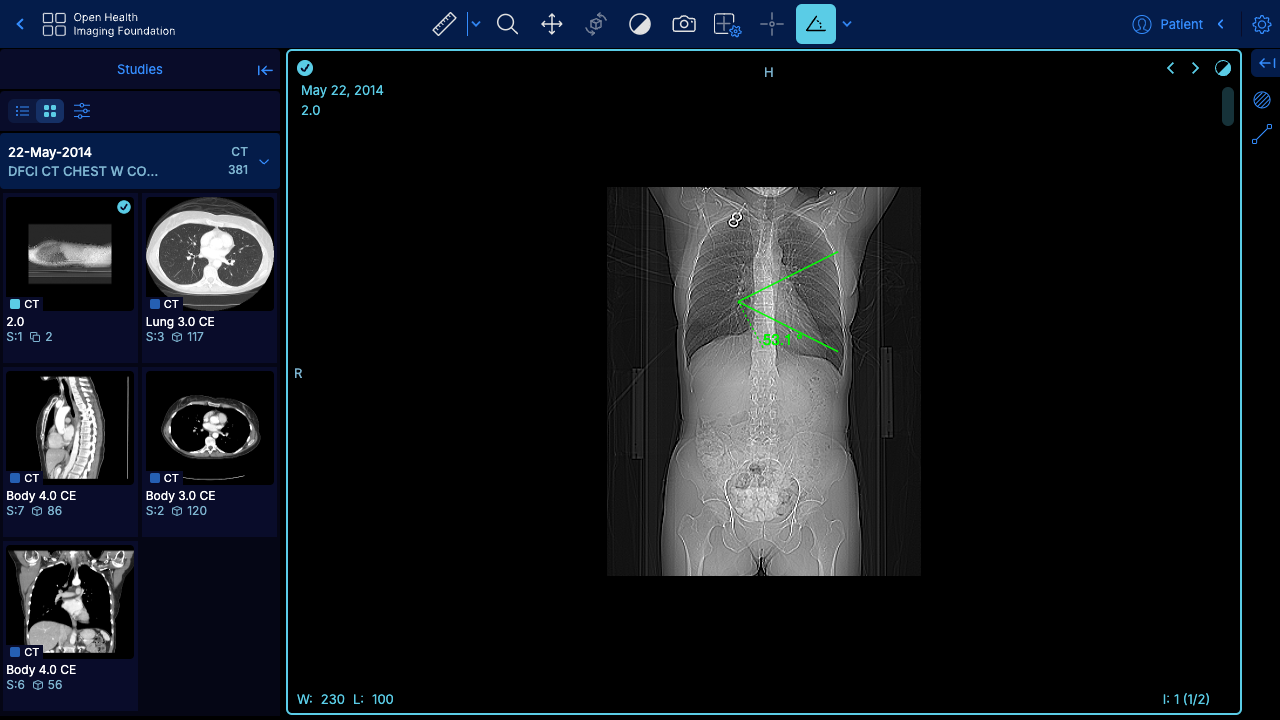 Open Health
Imaging Foundation
Patient
Studies
22-May-2014
CT
DFCI CT CHEST W CO...
381
CT
2.0
S:1 2
CT
Lung 3.0 CE
S:3 117
CT
Body 4.0 CE
S:7 86
CT
Body 3.0 CE
S:2 120
CT
Body 4.0 CE
S:6 56
H
May 22, 2014
2.0
R
53.1 °
W: 230 L: 100
I: 1 (1/2)